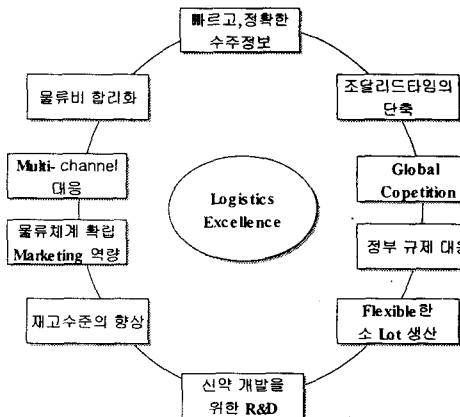 빠르고,정확한
수주정보
조달리드타임의
단축
Global
Copetition
정부 규제 대응
Flexible한
소 Lot 생산
신약 개발을
위한 R&D
재고수준의 향상
물류체계 확립
Marketing 역량
Multi- channel
대응
물류비 합리화
Logistics
Excellence